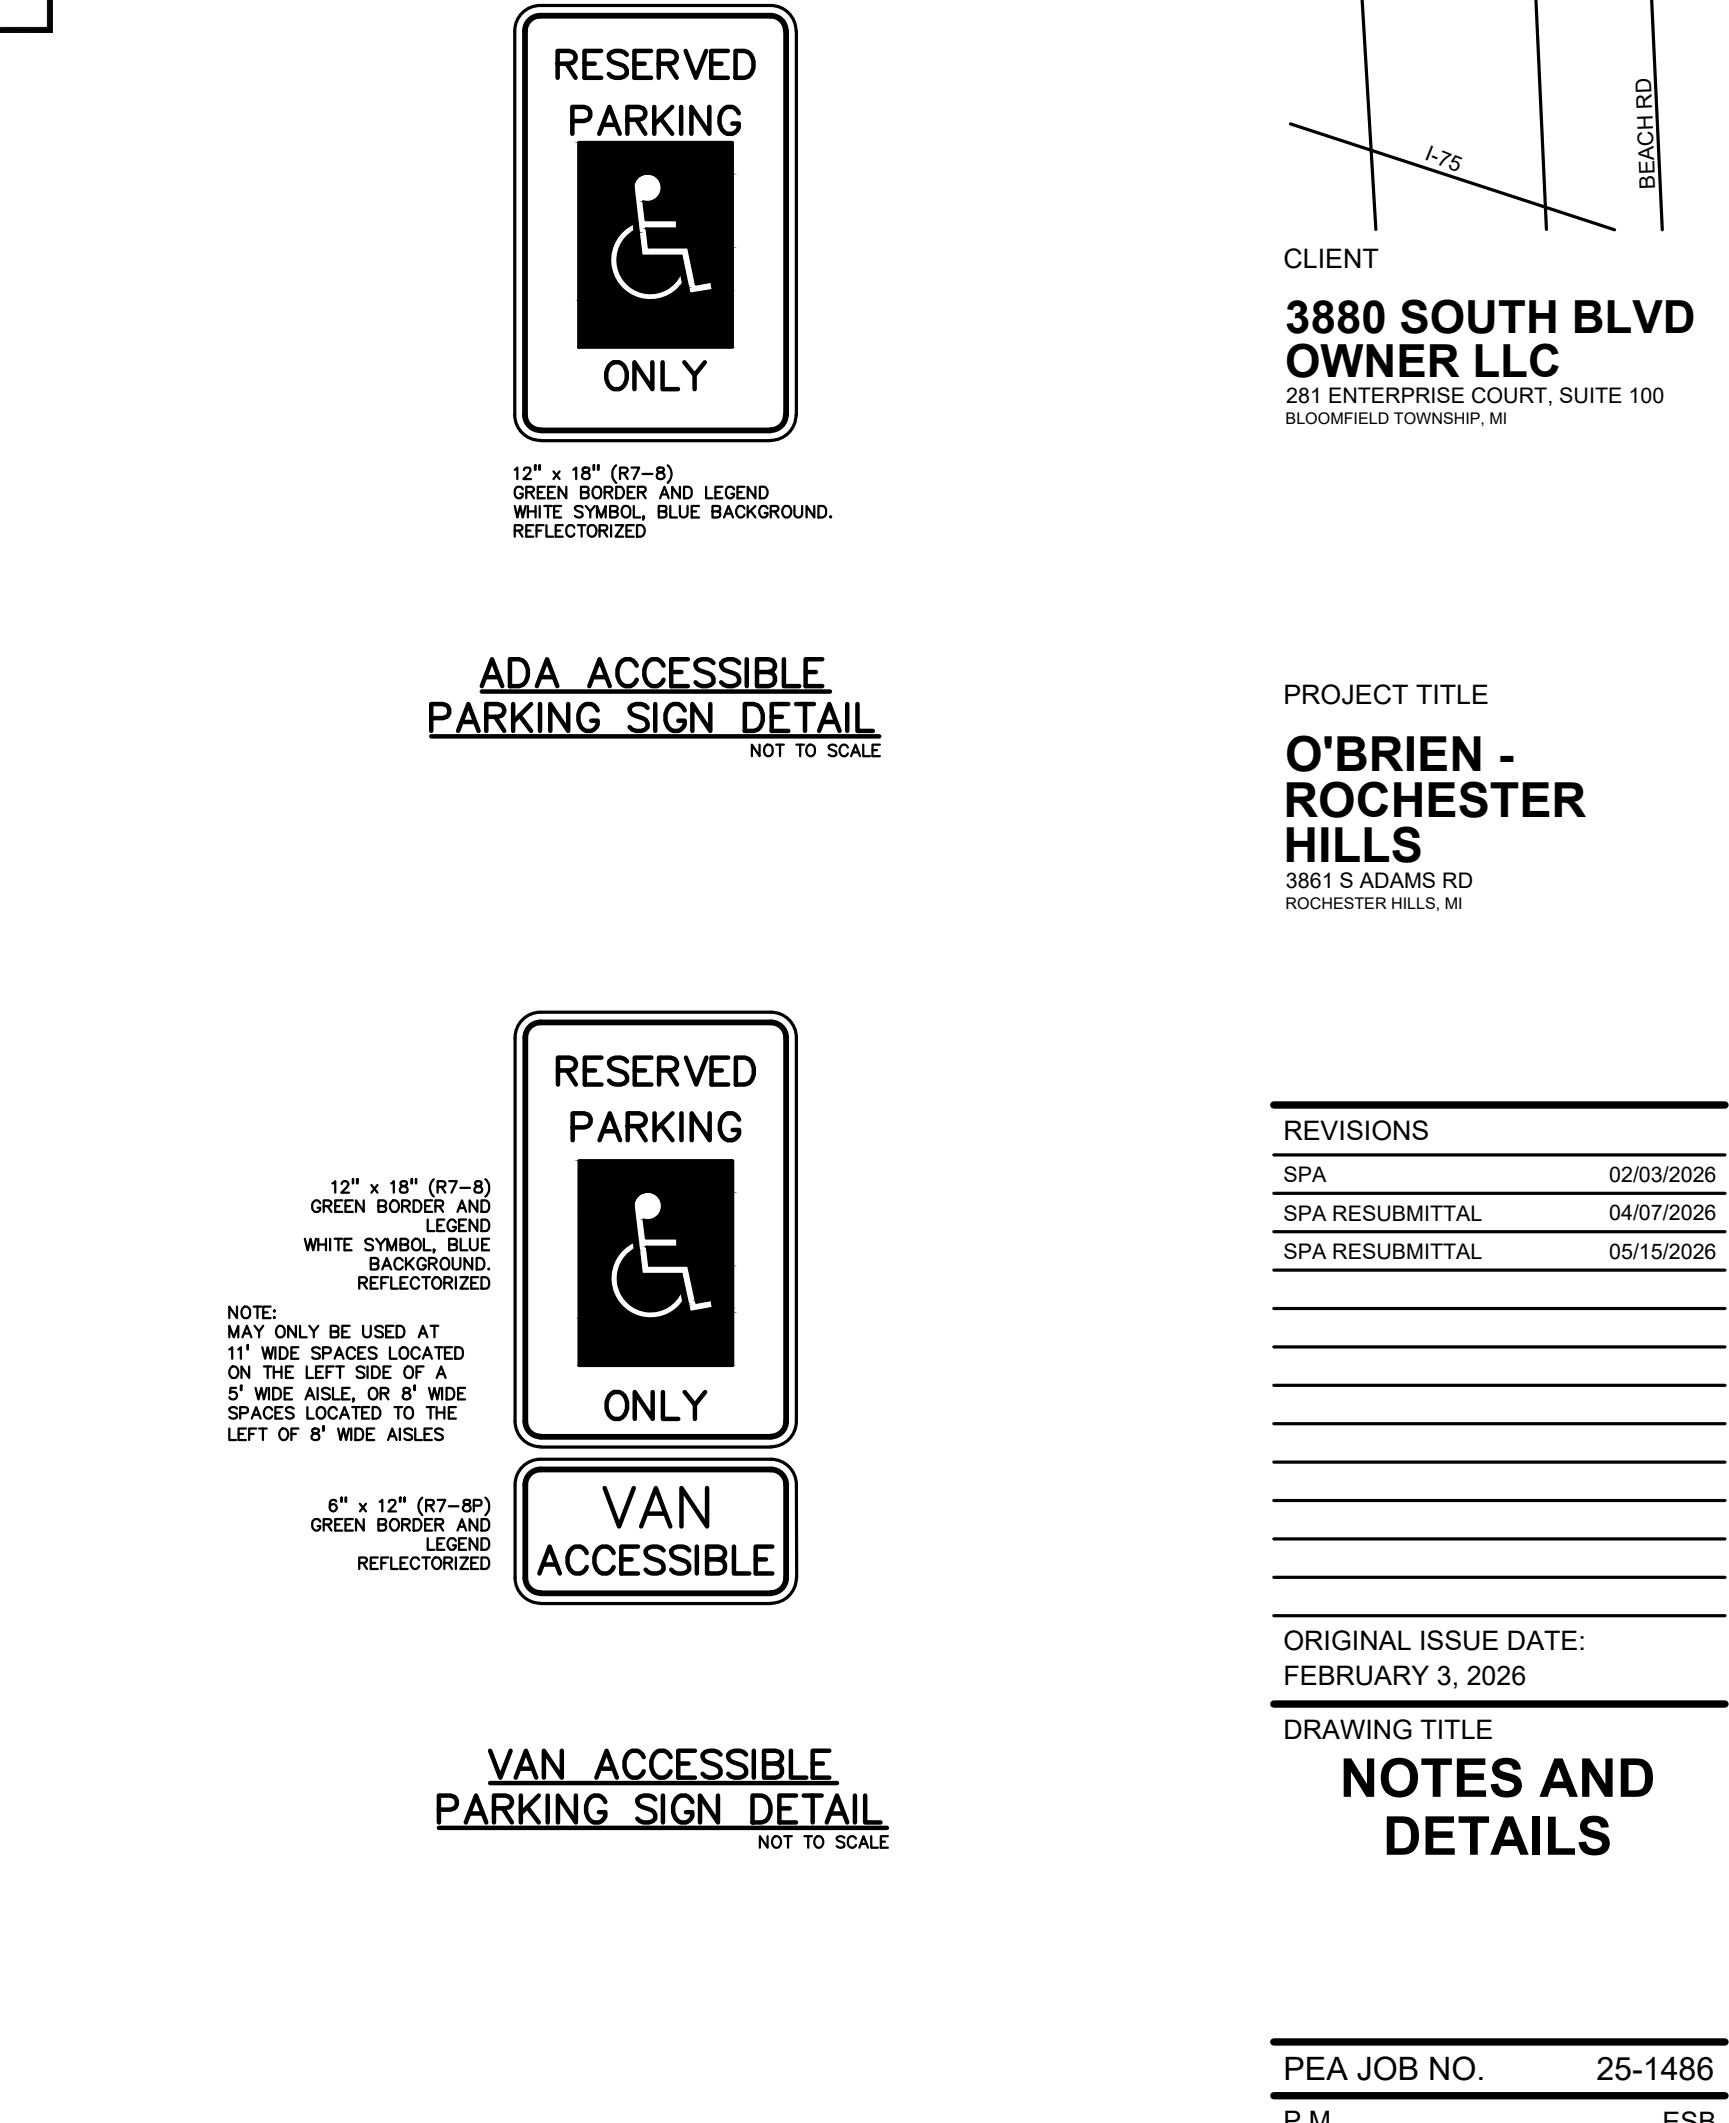 RESERVED
PARKING
ONLY
12" x 18" (R7-8)
GREEN BORDER AND LEGEND
WHITE SYMBOL, BLUE BACKGROUND.
REFLECTORIZED
ADA ACCESSIBLE
PARKING SIGN DETAIL
NOT TO SCALE
RESERVED
PARKING
ONLY
12" x 18" (R7-8)
GREEN BORDER AND
LEGEND
WHITE SYMBOL, BLUE
BACKGROUND.
REFLECTORIZED
NOTE:
MAY ONLY BE USED AT
11' WIDE SPACES LOCATED
ON THE LEFT SIDE OF A
5' WIDE AISLE, OR 8' WIDE
SPACES LOCATED TO THE
LEFT OF 8' WIDE AISLES
VAN
ACCESSIBLE
6" x 12" (R7-8P)
GREEN BORDER AND
LEGEND
REFLECTORIZED
VAN ACCESSIBLE
PARKING SIGN DETAIL
NOT TO SCALE
I-75
BEACH RD
CLIENT
3880 SOUTH BLVD
OWNER LLC
281 ENTERPRISE COURT, SUITE 100
BLOOMFIELD TOWNSHIP, MI
PROJECT TITLE
O'BRIEN -
ROCHESTER
HILLS
3861 S ADAMS RD
ROCHESTER HILLS, MI
REVISIONS
SPA 02/03/2026
SPA RESUBMITTAL 04/07/2026
SPA RESUBMITTAL 05/15/2026
ORIGINAL ISSUE DATE:
FEBRUARY 3, 2026
DRAWING TITLE
NOTES AND
DETAILS
PEA JOB NO. 25-1486